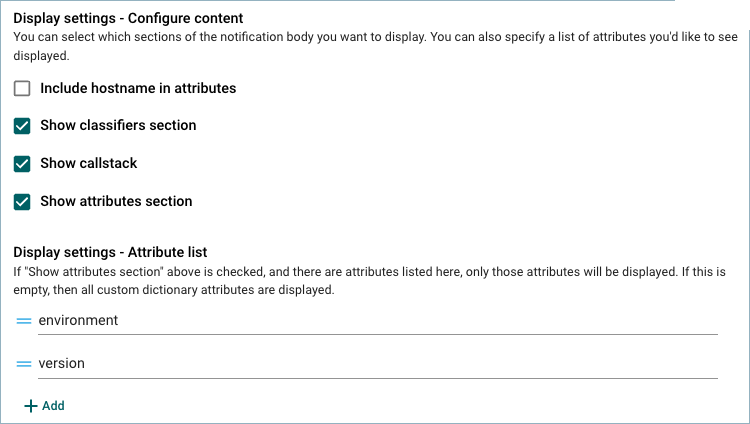 Display settings - Configure content
You can select which sections of the notification body you want to display. You can also specify a list of attributes you'd like to see
displayed.
Include hostname in attributes
Show classifiers section
Show callstack
Show attributes section
Display settings - Attribute list
If "Show attributes section" above is checked, and there are attributes listed here, only those attributes will be displayed. If this is
empty, then all custom dictionary attributes are displayed.
environment
version
Add